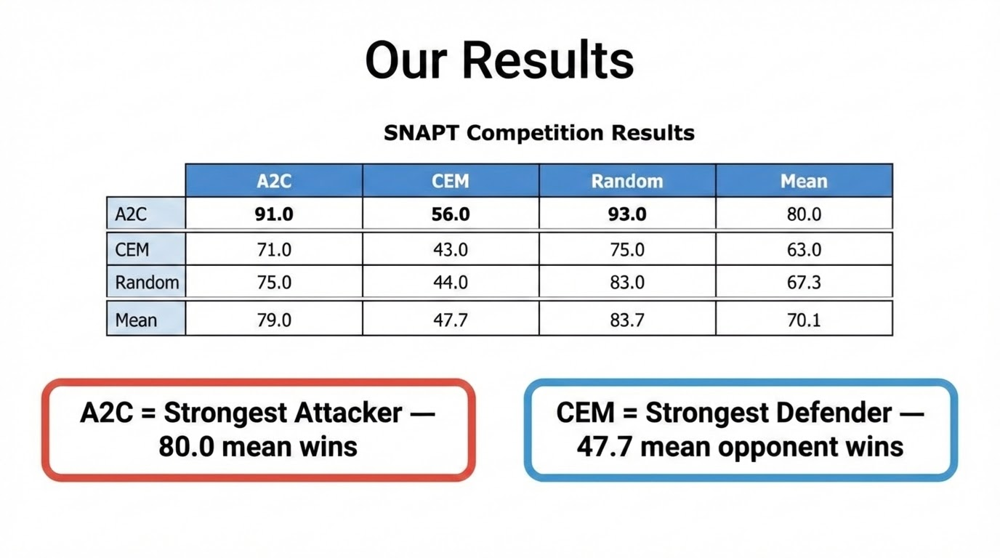 Our Results
SNAPT Competition Results
A2C CEM Random Mean
A2C 91.0 56.0 93.0 80.0
CEM 71.0 43.0 75.0 63.0
Random 75.0 44.0 83.0 67.3
Mean 79.0 47.7 83.7 70.1
A2C = Strongest Attacker —
80.0 mean wins
CEM = Strongest Defender —
47.7 mean opponent wins